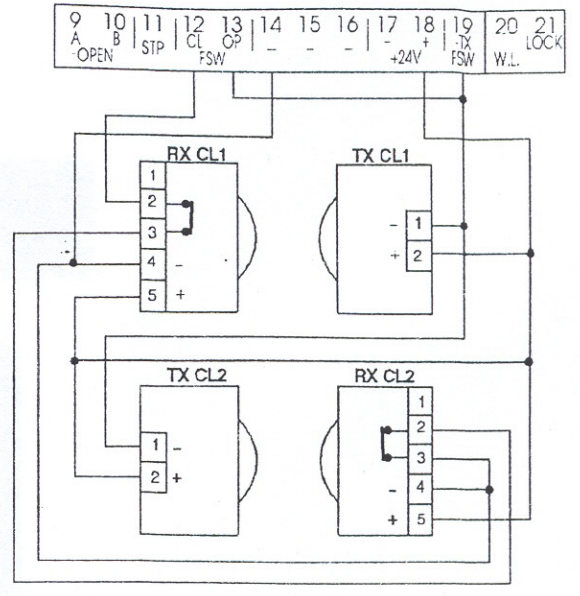 9 10 11 12 13 14 15 16 17 18 19 20 21
A B STP CL OP - - - - + -TX W.L. LOCK
OPEN FSW +24V FSW
RX CL1 TX CL1
1
2
3
4 -
5 +
- 1
+ 2
TX CL2 RX CL2
1 -
2 +
1
2
3
- 4
+ 5